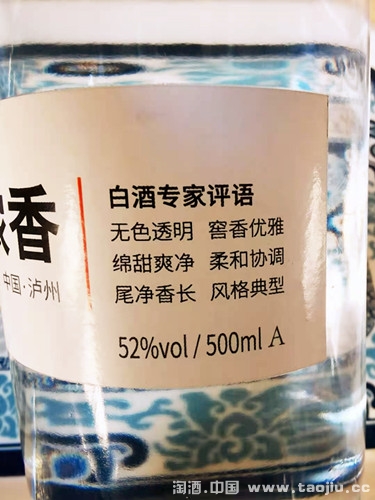 香
中国·泸州
白酒专家评语
无色透明 窖香优雅
绵甜爽净 柔和协调
尾净香长 风格典型
52%vol / 500ml A
淘酒.中国 www.taojiu.cc